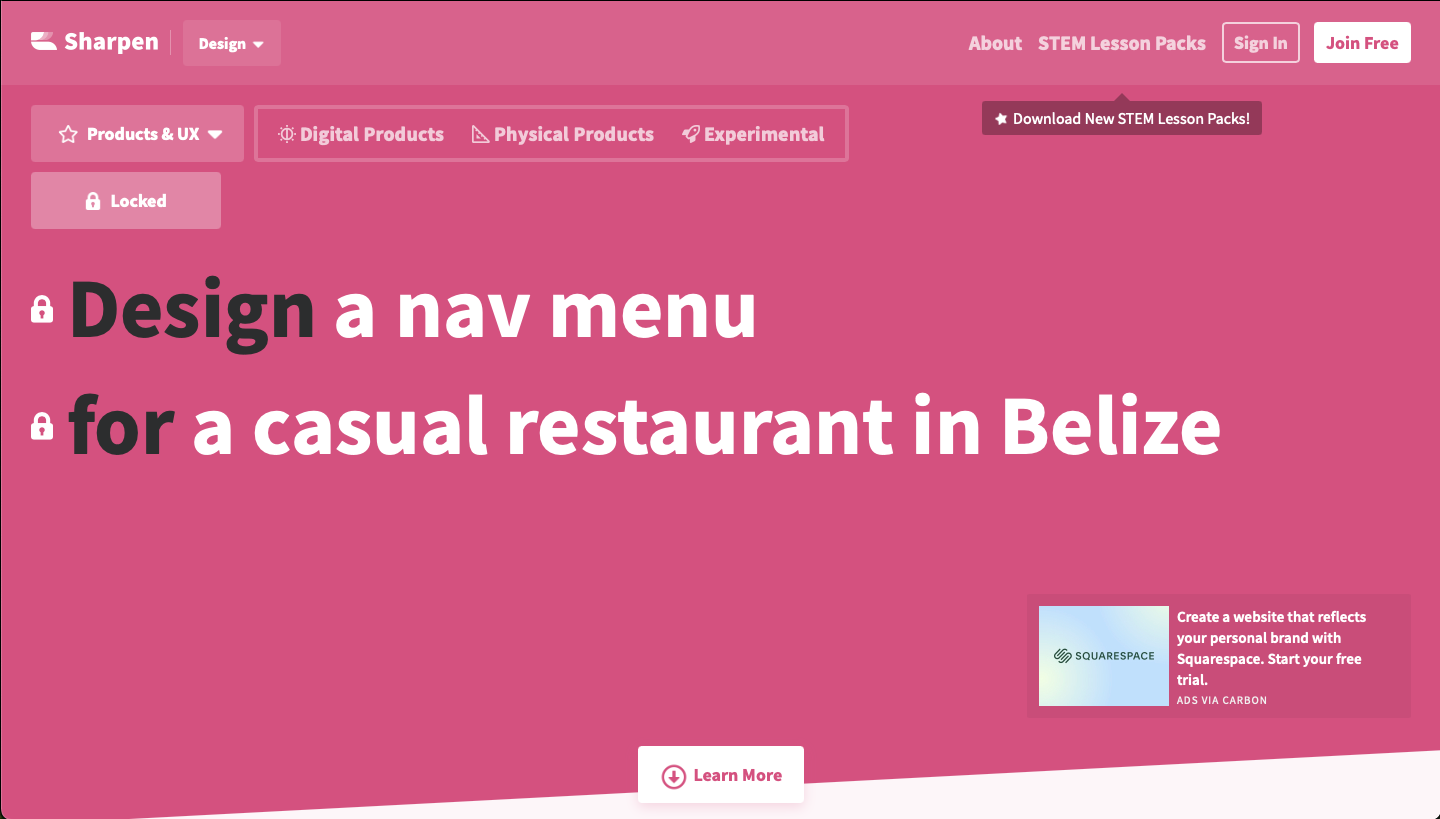 Sharpen
Design
About
STEM Lesson Packs
Sign In
Join Free
Products & UX
Digital Products
Physical Products
Experimental
Download New STEM Lesson Packs!
Locked
Design a nav menu
for a casual restaurant in Belize
SQUARESPACE
Create a website that reflects
your personal brand with
Squarespace. Start your free
trial.
ADS VIA CARBON
Learn More